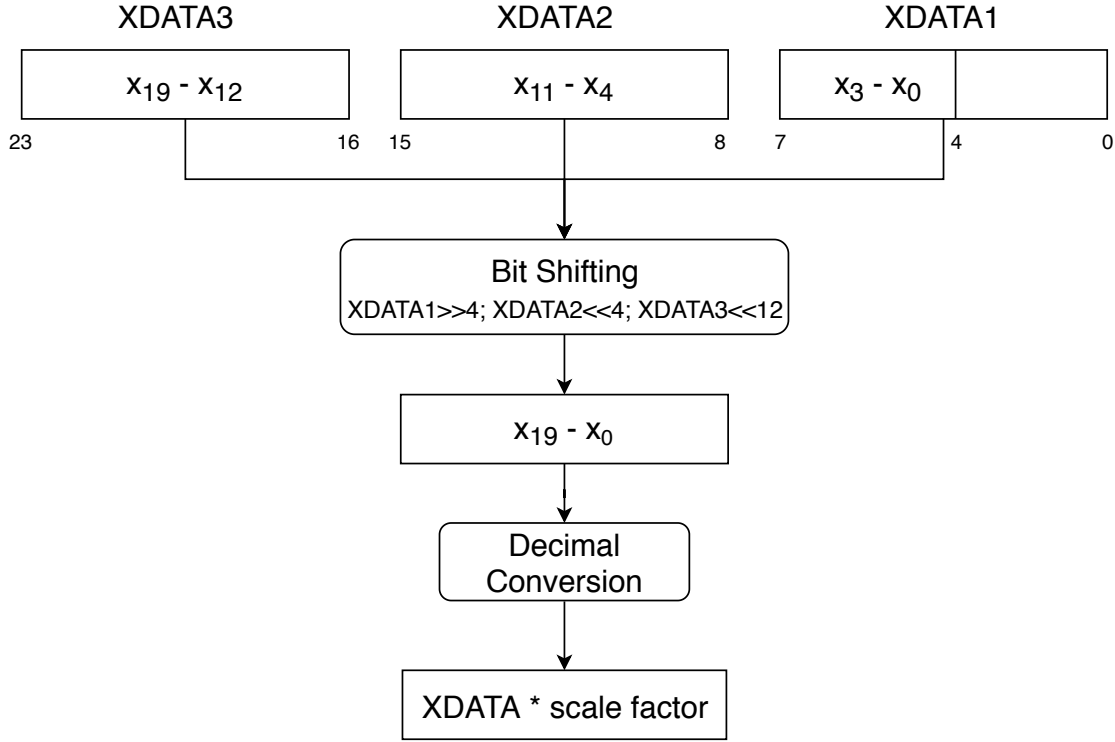 XDATA3 XDATA2 XDATA1
x19 - x12 x11 - x4 x3 - x0
23 16 15 8 7 4 0
Bit Shifting
XDATA1>>4; XDATA2<<4; XDATA3<<12
x19 - x0
Decimal
Conversion
XDATA * scale factor